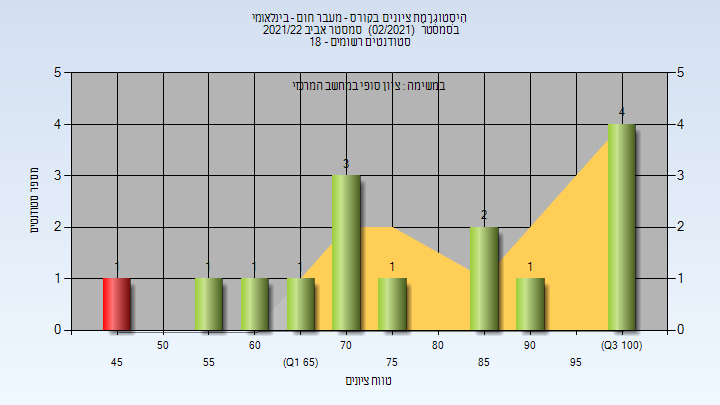 היסטוגרמת ציונים בקורס - מעבר חום - בינלאומי
בסמסטר (02/2021) סמסטר אביב 2021/22
סטודנטים רשומים - 18
במשימה : ציון סופי במחשב המרכזי
5 5
4 4
3 3
2 2
1 1
0 0
1 1 1 1 3 1 2 1 4
מספר סטודנטים
50 60 70 80 90 (Q3 100)
45 55 (Q1 65) 75 85 95
טווח ציונים